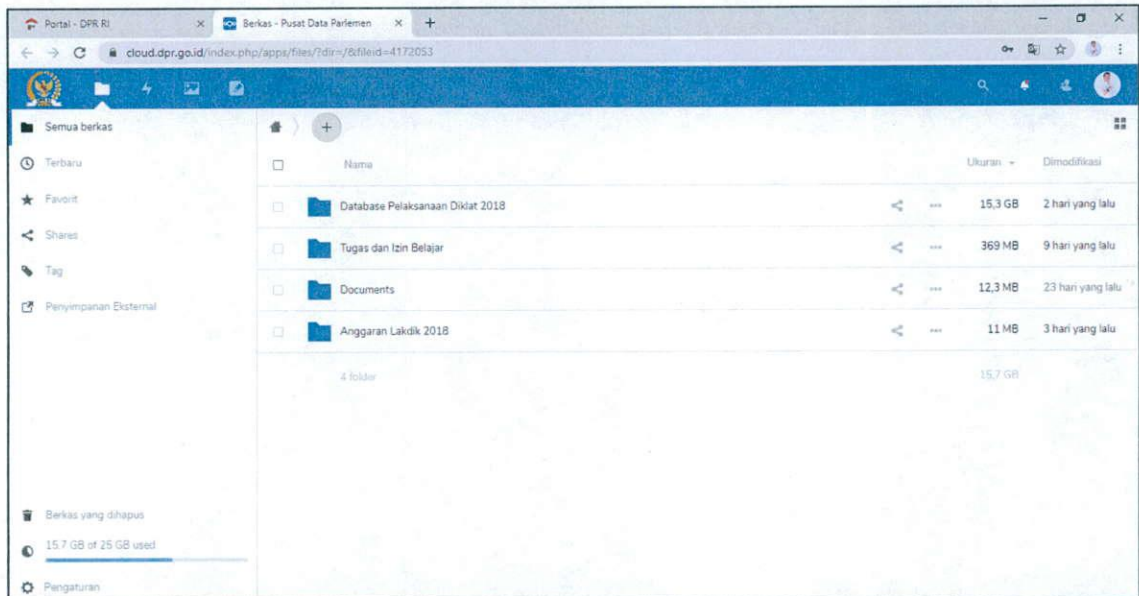 Portal - DPR RI
Berkas - Pusat Data Parlemen
cloud.dpr.go.id/index.php/apps/files/?dir=/&fileid=4172053
Semua berkas
Terbaru
Favorit
Shares
Tag
Penyimpanan Eksternal
Nama Ukuran Dimodifikasi
Database Pelaksanaan Diklat 2018 15,3 GB 2 hari yang lalu
Tugas dan Izin Belajar 369 MB 9 hari yang lalu
Documents 12,3 MB 23 hari yang lalu
Anggaran Lakdik 2018 11 MB 3 hari yang lalu
4 folder 15,7 GB
Berkas yang dihapus
15.7 GB of 25 GB used
Pengaturan